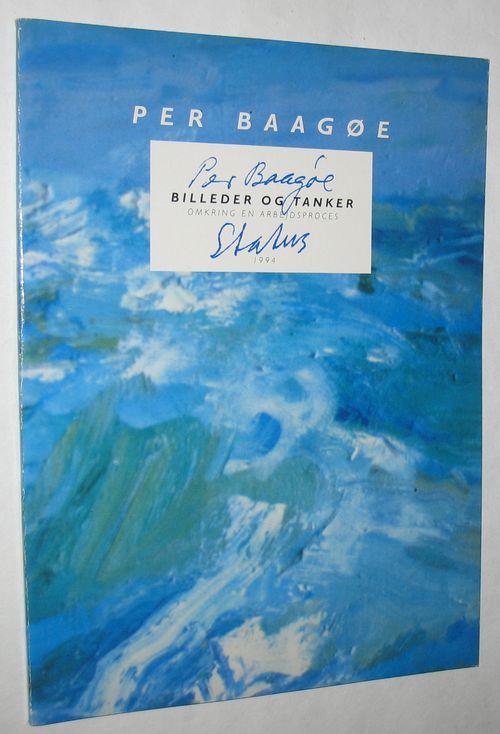 PER BAAGØE
Per Baagøe
BILLEDER OG TANKER
OMKRING EN ARBEJDSPROCES
Status
1994